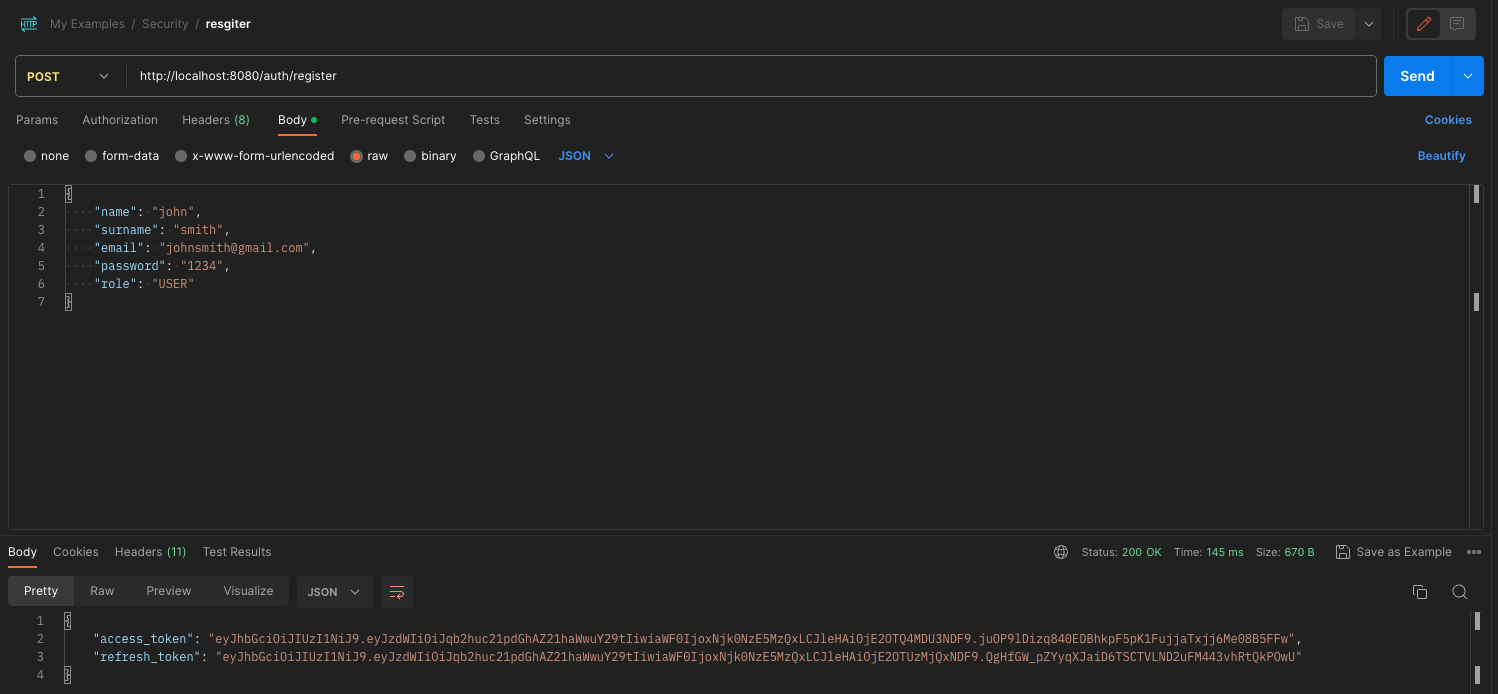 HTTP My Examples / Security / resgiter Save
POST http://localhost:8080/auth/register Send
Params Authorization Headers (8) Body Pre-request Script Tests Settings Cookies
none form-data x-www-form-urlencoded raw binary GraphQL JSON Beautify
1 {
2 "name": "john",
3 "surname": "smith",
4 "email": "johnsmith@gmail.com",
5 "password": "1234",
6 "role": "USER"
7 }
Body Cookies Headers (11) Test Results Status: 200 OK Time: 145 ms Size: 670 B Save as Example
Pretty Raw Preview Visualize JSON
1 {
2 "access_token": "eyJhbGciOiJIUzI1NiJ9.eyJzdWIiOiJqb2huc21pdGhAZ21haWwuY29tIiwiaWF0IjoxNjk0NzE5MzQxLCJleHAiOjE2OTQ4MDU3NDF9.juOP9lDizq840EDBhkpF5pK1FujjaTxjj6Me08B5FFw",
3 "refresh_token": "eyJhbGciOiJIUzI1NiJ9.eyJzdWIiOiJqb2huc21pdGhAZ21haWwuY29tIiwiaWF0IjoxNjk0NzE5MzQxLCJleHAiOjE2OTUzMjQxNDF9.QgHfGW_pZYyqXJaiD6TSCTVLND2uFM443vhRtQkPOwU"
4 }